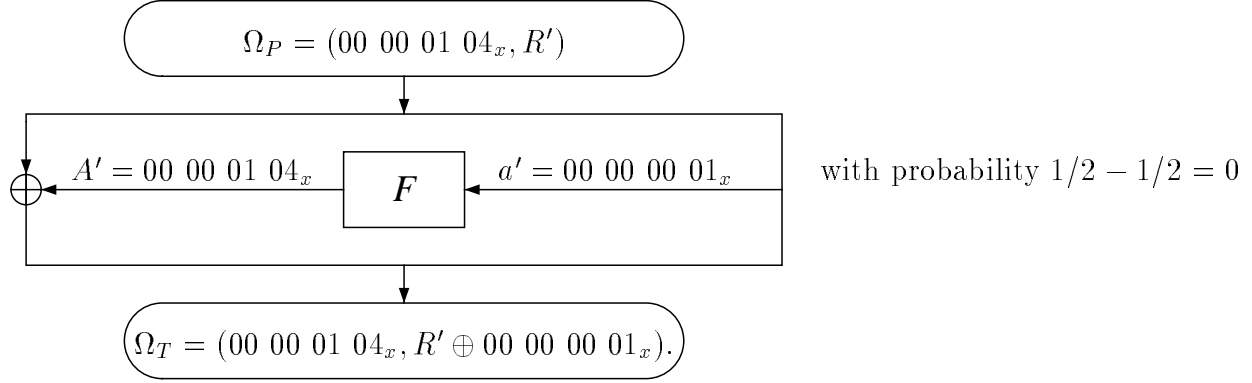 Ω_P = (00 00 01 04_x, R′)
A′ = 00 00 01 04_x
F
a′ = 00 00 00 01_x
with probability 1/2 − 1/2 = 0
Ω_T = (00 00 01 04_x, R′ ⊕ 00 00 00 01_x).